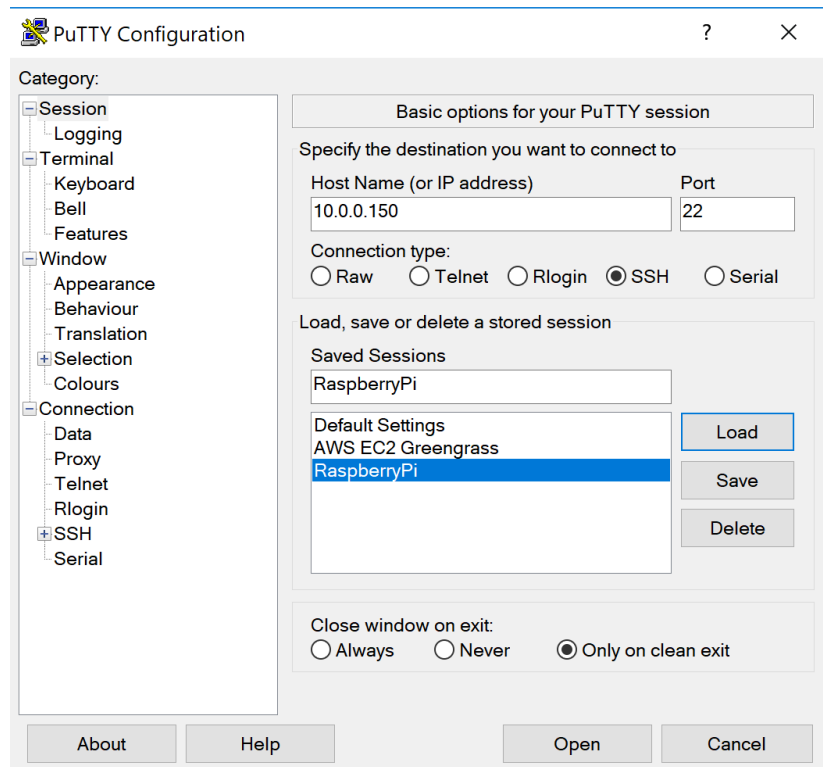 PuTTY Configuration
?
Category:
Session
Logging
Terminal
Keyboard
Bell
Features
Window
Appearance
Behaviour
Translation
Selection
Colours
Connection
Data
Proxy
Telnet
Rlogin
SSH
Serial
Basic options for your PuTTY session
Specify the destination you want to connect to
Host Name (or IP address) Port
10.0.0.150 22
Connection type:
Raw Telnet Rlogin SSH Serial
Load, save or delete a stored session
Saved Sessions
RaspberryPi
Default Settings
AWS EC2 Greengrass
RaspberryPi
Load
Save
Delete
Close window on exit:
Always Never Only on clean exit
About Help Open Cancel